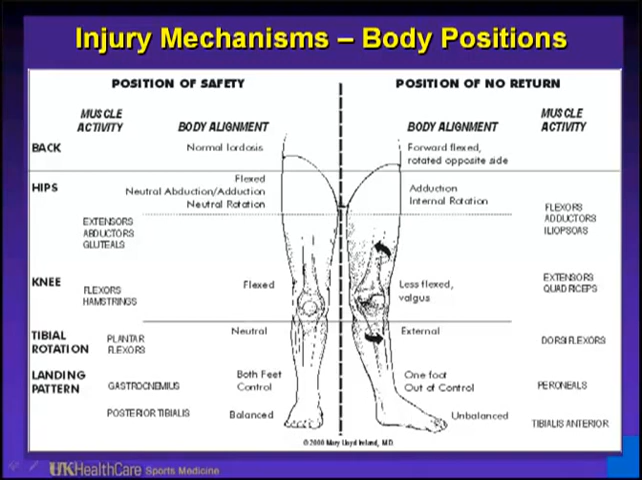 Injury Mechanisms – Body Positions
POSITION OF SAFETY
POSITION OF NO RETURN
MUSCLE
ACTIVITY
BODY ALIGNMENT
BODY ALIGNMENT
MUSCLE
ACTIVITY
BACK
Normal lordosis
Forward flexed,
rotated opposite side
HIPS
Flexed
Neutral Abduction/Adduction
Neutral Rotation
Adduction
Internal Rotation
EXTENSORS
ABDUCTORS
GLUTEALS
FLEXORS
ADDUCTORS
ILIOPSOAS
KNEE
FLEXORS
HAMSTRINGS
Flexed
Less flexed,
valgus
EXTENSORS
QUADRICEPS
TIBIAL
ROTATION
PLANTAR
FLEXORS
Neutral
External
DORSIFLEXORS
LANDING
PATTERN
GASTROCNEMIUS
Both Feet
Control
One foot
Out of Control
PERONEALS
POSTERIOR TIBIALIS
Balanced
Unbalanced
TIBIALIS ANTERIOR
©2000 Mary Lloyd Ireland, M.D.
UKHealthCare Sports Medicine